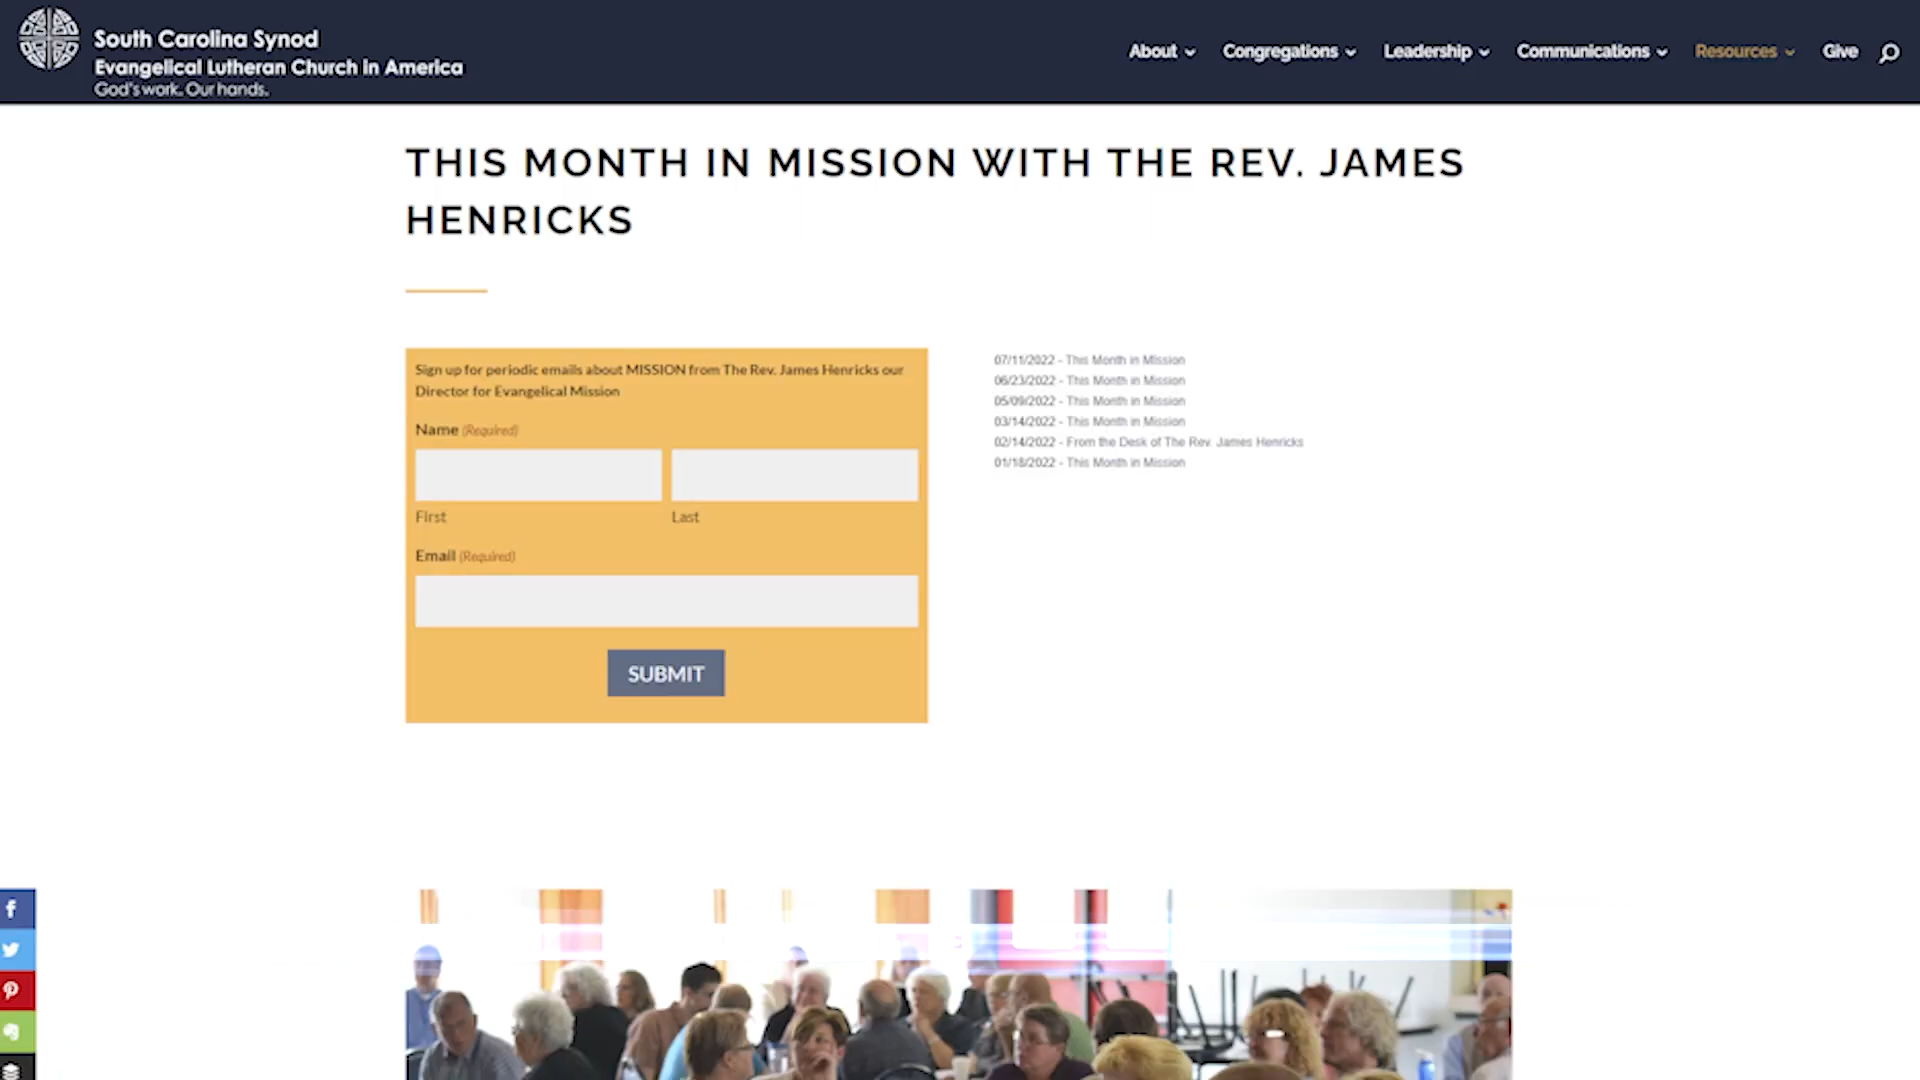 South Carolina Synod
Evangelical Lutheran Church in America
God's work. Our hands.
About Congregations Leadership Communications Resources Give
THIS MONTH IN MISSION WITH THE REV. JAMES
HENRICKS
Sign up for periodic emails about MISSION from The Rev. James Henricks our
Director for Evangelical Mission
Name (Required)
First Last
Email (Required)
SUBMIT
07/11/2022 - This Month in Mission
06/23/2022 - This Month in Mission
05/09/2022 - This Month in Mission
03/14/2022 - This Month in Mission
02/14/2022 - From the Desk of The Rev. James Henricks
01/18/2022 - This Month in Mission